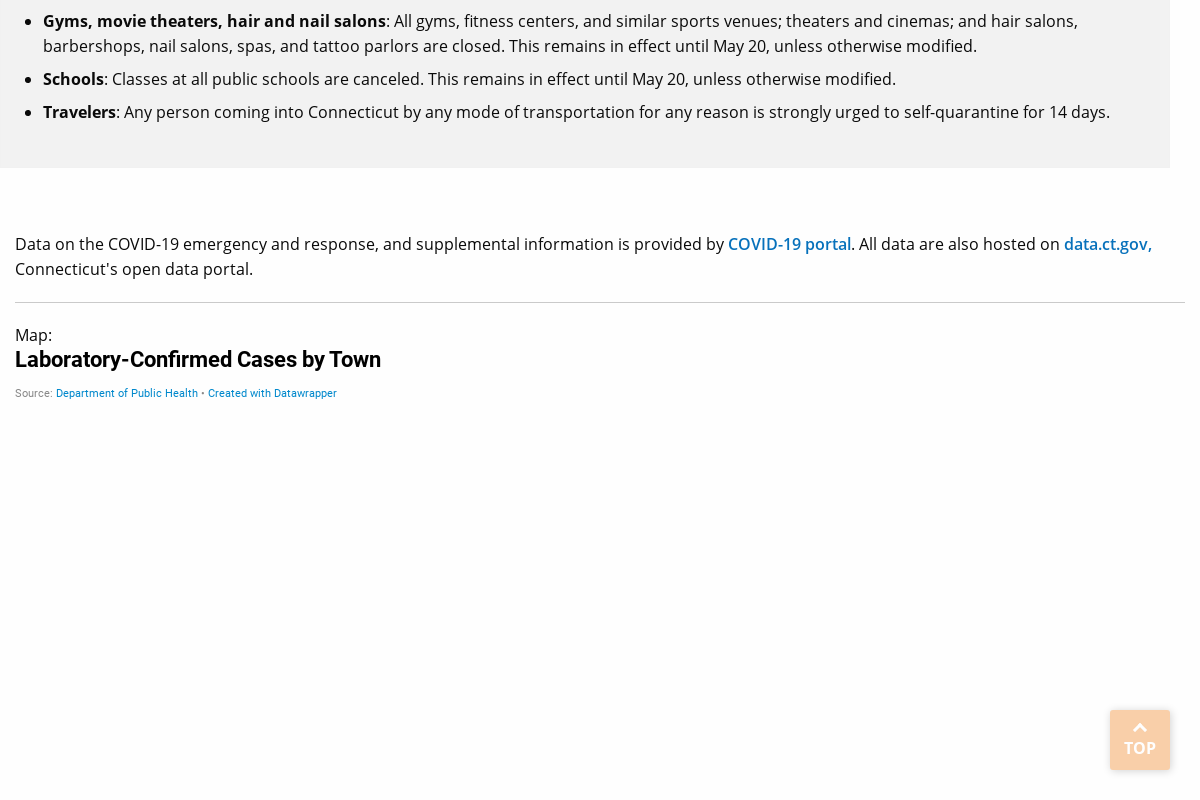 • Gyms, movie theaters, hair and nail salons: All gyms, fitness centers, and similar sports venues; theaters and cinemas; and hair salons,
barbershops, nail salons, spas, and tattoo parlors are closed. This remains in effect until May 20, unless otherwise modified.
• Schools: Classes at all public schools are canceled. This remains in effect until May 20, unless otherwise modified.
• Travelers: Any person coming into Connecticut by any mode of transportation for any reason is strongly urged to self-quarantine for 14 days.
Data on the COVID-19 emergency and response, and supplemental information is provided by COVID-19 portal. All data are also hosted on data.ct.gov,
Connecticut's open data portal.
Map:
Laboratory-Confirmed Cases by Town
Source: Department of Public Health • Created with Datawrapper
TOP